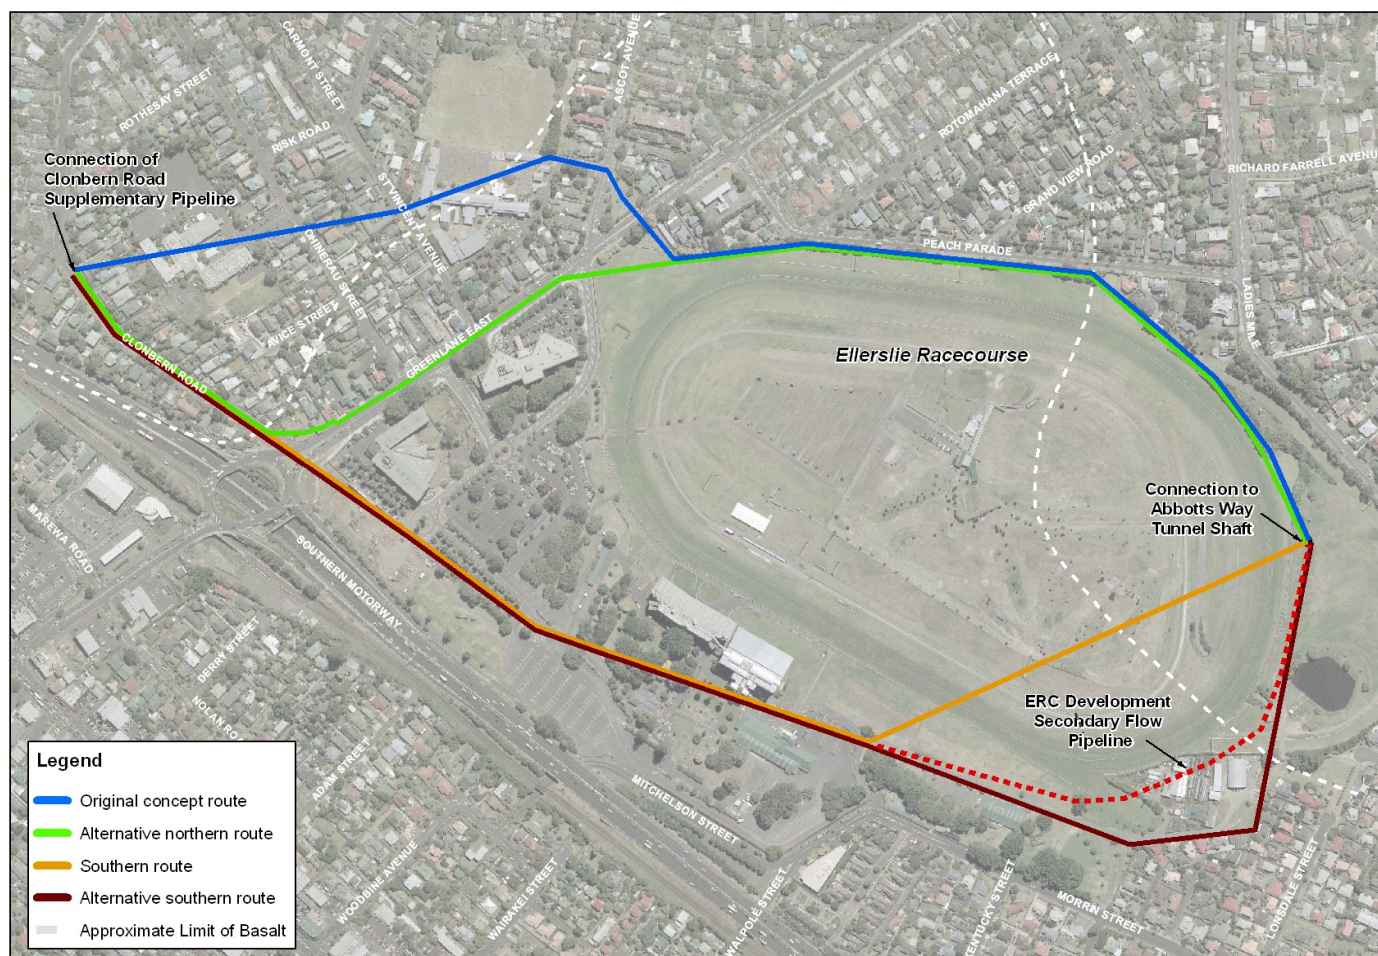 CARMONT STREET
ASCOT AVENUE
ROTHESAY STREET
RISK ROAD
ROTOMAHANA TERRACE
Connection of
Clonbern Road
Supplementary Pipeline
ST VINCENT AVENUE
GRAND VIEW ROAD
RICHARD FARRELL AVENUE
OHINERAU STREET
PEACH PARADE
AVICE STREET
LADIES MILE
GREENLANE EAST
CLONBERN ROAD
Ellerslie Racecourse
MAREWA ROAD
SOUTHERN MOTORWAY
Connection to
Abbotts Way
Tunnel Shaft
DERRY STREET
NOLAN ROAD
ERC Development
Secondary Flow
Pipeline
ADAM STREET
MITCHELSON STREET
WOODBINE AVENUE
WAIRAKEI STREET
WALPOLE STREET
KENTUCKY STREET
MORRIN STREET
LONSDALE STREET
Legend
Original concept route
Alternative northern route
Southern route
Alternative southern route
Approximate Limit of Basalt